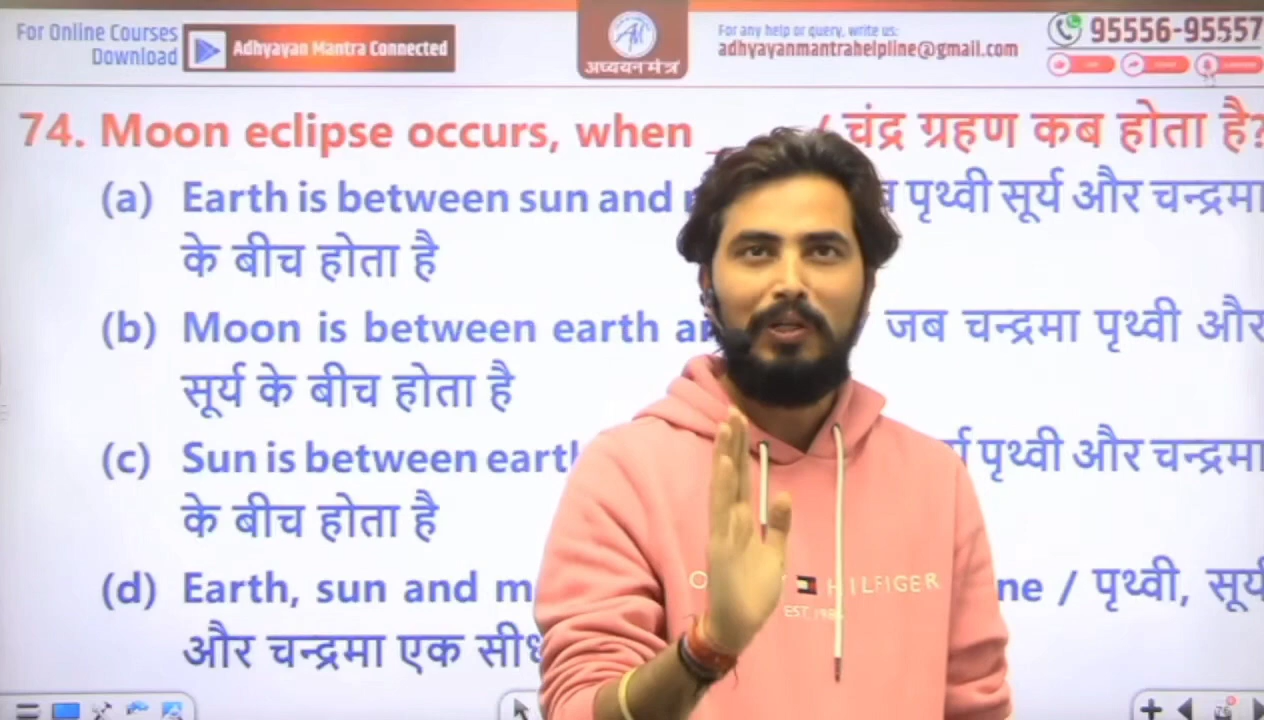 For Online Courses
Download
Adhyayan Mantra Connected
AM
अध्ययन मंत्र
For any help or query, write us:
adhyayanmantrahelpline@gmail.com
95556-95557
74. Moon eclipse occurs, when _ / चंद्र ग्रहण कब होता है?
(a) Earth is between sun and पृथ्वी सूर्य और चन्द्रमा
के बीच होता है
(b) Moon is between earth जब चन्द्रमा पृथ्वी और
सूर्य के बीच होता है
(c) Sun is between पृथ्वी और चन्द्रमा
के बीच होता है
(d) Earth, sun and / पृथ्वी, सूर्य
और चन्द्रमा एक
HILFIGER
EST.